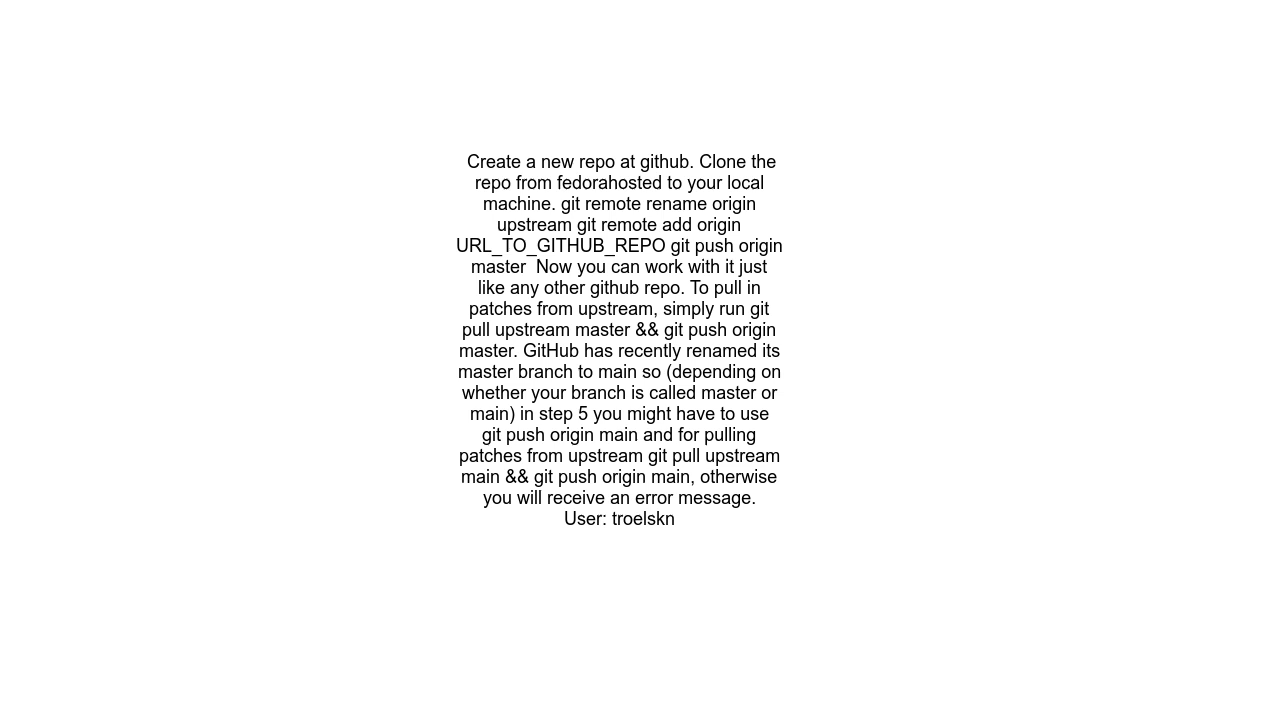 Create a new repo at github. Clone the
repo from fedorahosted to your local
machine. git remote rename origin
upstream git remote add origin
URL_TO_GITHUB_REPO git push origin
master  Now you can work with it just
like any other github repo. To pull in
patches from upstream, simply run git
pull upstream master && git push origin
master. GitHub has recently renamed its
master branch to main so (depending on
whether your branch is called master or
main) in step 5 you might have to use
git push origin main and for pulling
patches from upstream git pull upstream
main && git push origin main, otherwise
you will receive an error message.
User: troelskn